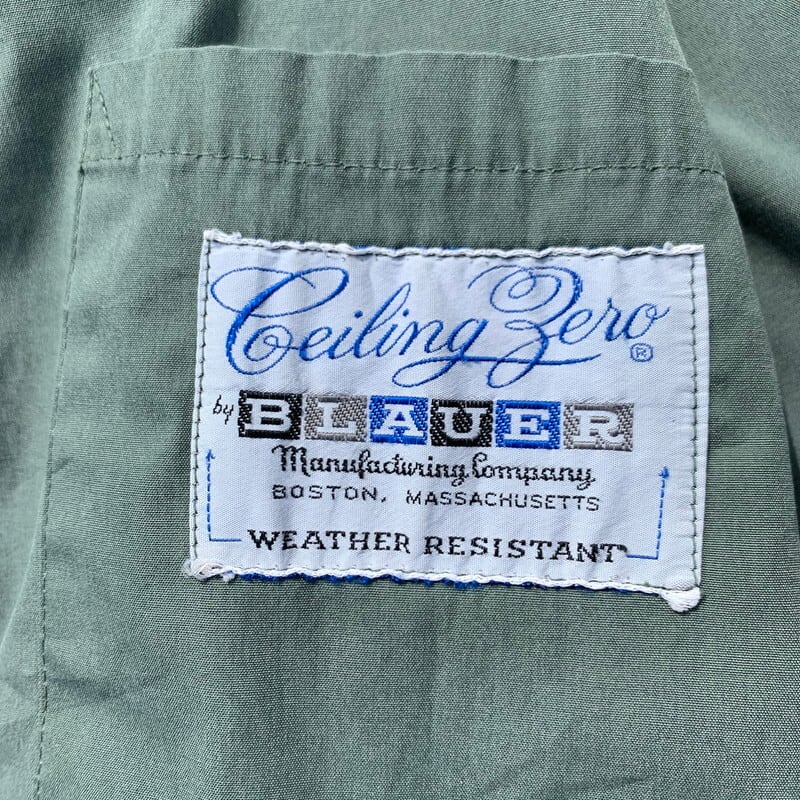 Ceiling Zero ®
by BLAUER
Manufacturing Company
BOSTON, MASSACHUSETTS
WEATHER RESISTANT